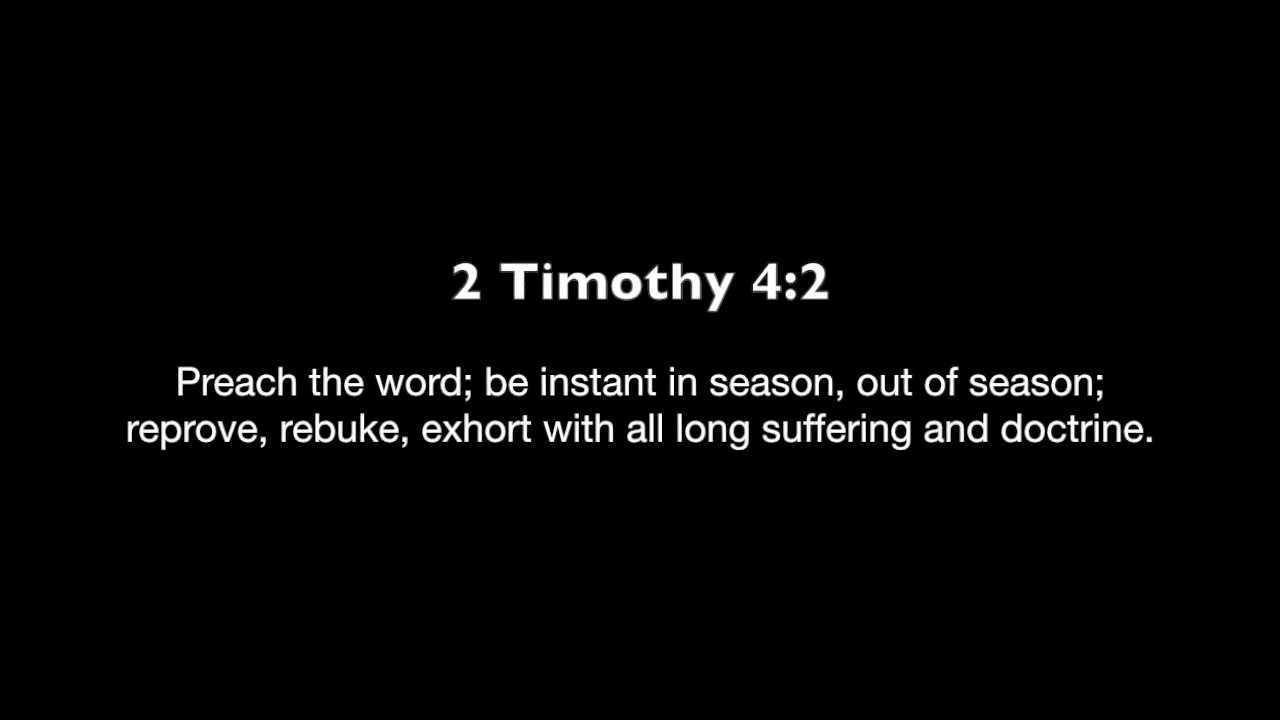 2 Timothy 4:2
Preach the word; be instant in season, out of season;
reprove, rebuke, exhort with all long suffering and doctrine.